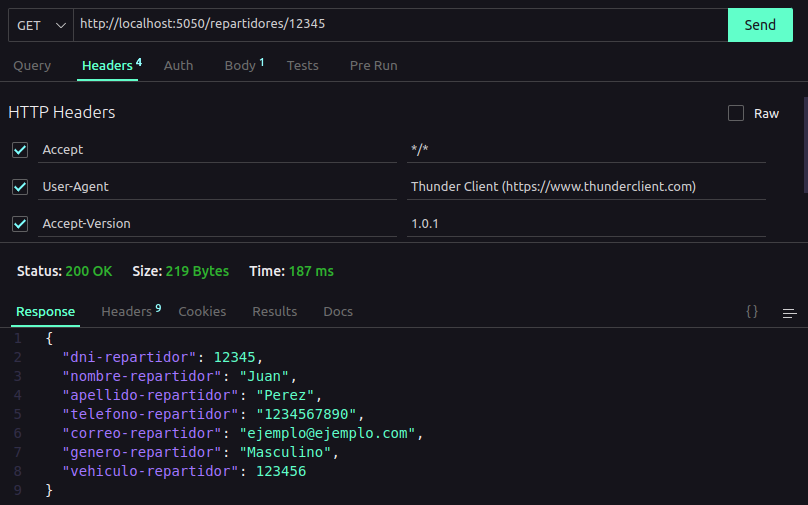 GET http://localhost:5050/repartidores/12345 Send
Query Headers 4 Auth Body 1 Tests Pre Run
HTTP Headers Raw
Accept */*
User-Agent Thunder Client (https://www.thunderclient.com)
Accept-Version 1.0.1
Status: 200 OK Size: 219 Bytes Time: 187 ms
Response Headers 9 Cookies Results Docs {}
1 {
2 "dni-repartidor": 12345,
3 "nombre-repartidor": "Juan",
4 "apellido-repartidor": "Perez",
5 "telefono-repartidor": "1234567890",
6 "correo-repartidor": "ejemplo@ejemplo.com",
7 "genero-repartidor": "Masculino",
8 "vehiculo-repartidor": 123456
9 }